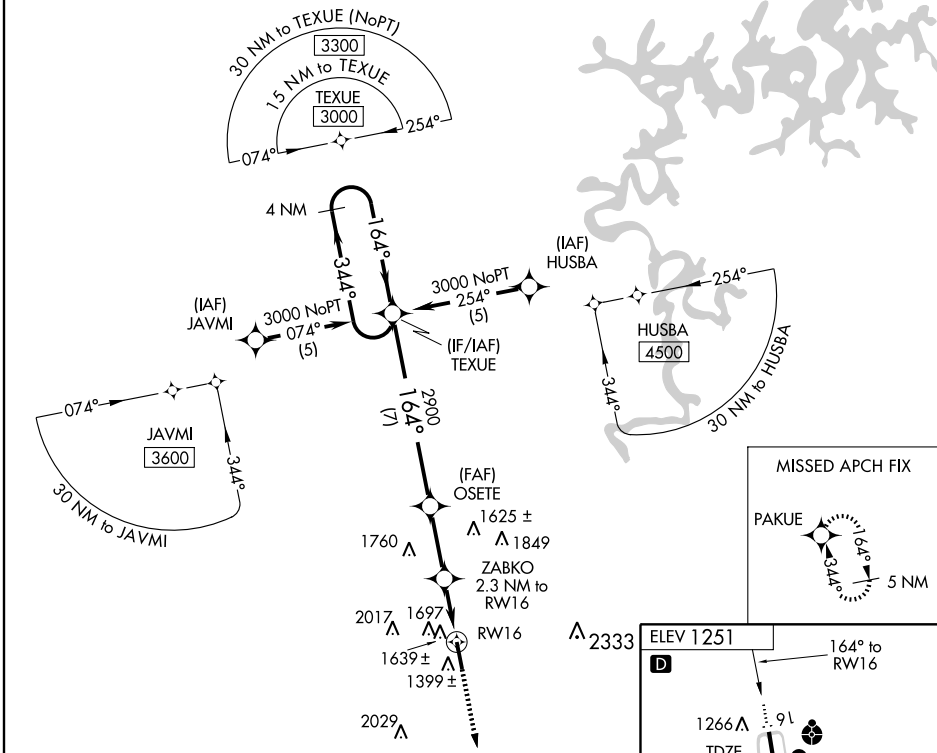 30 NM to TEXUE (NoPT)
3300
15 NM to TEXUE
TEXUE
3000
074°
254°
4 NM
164°
344°
(IAF)
HUSBA
3000 NoPT
254°
(5)
(IAF)
JAVMI
3000 NoPT
074°
(5)
(IF/IAF)
TEXUE
254°
HUSBA
4500
344°
30 NM to HUSBA
2900
164°
(7)
074°
JAVMI
3600
344°
30 NM to JAVMI
(FAF)
OSETE
1625 ±
1849
1760
ZABKO
2.3 NM to
RW16
2017
1697
RW16
1639 ±
1399 ±
2029
2333
MISSED APCH FIX
PAKUE
164°
344°
5 NM
ELEV 1251
D
164° to
RW16
1266
16
TDZE